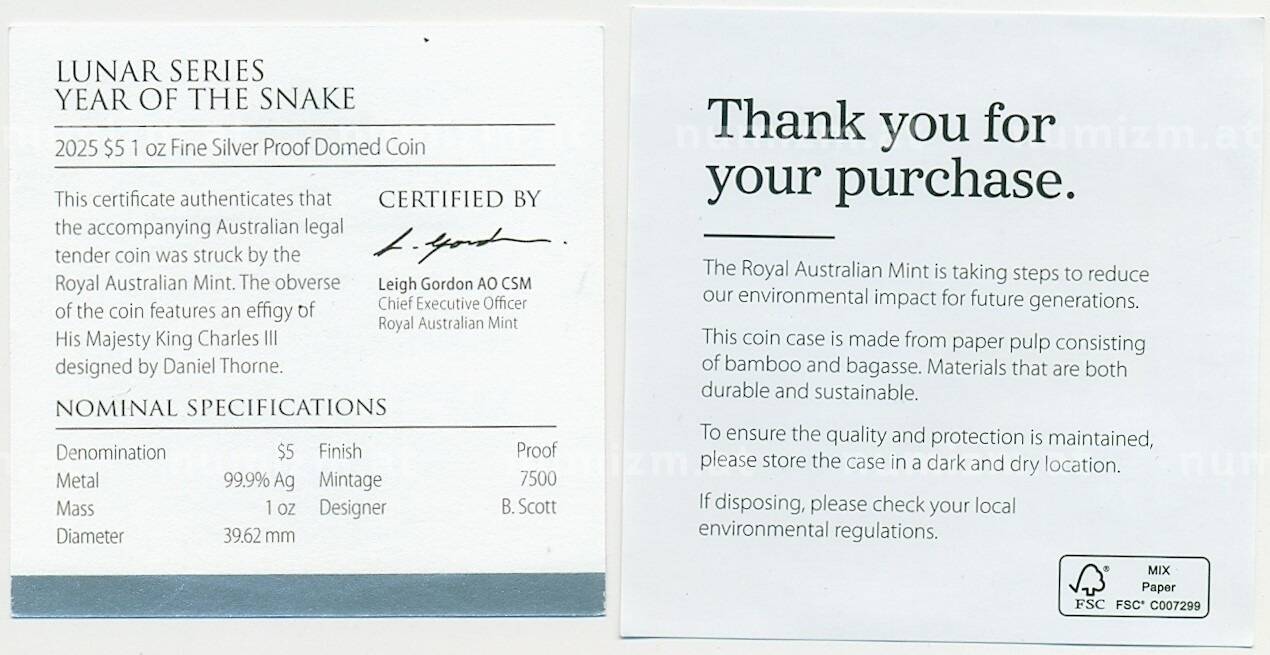 LUNAR SERIES
YEAR OF THE SNAKE
2025 $5 1 oz Fine Silver Proof Domed Coin
This certificate authenticates that
the accompanying Australian legal
tender coin was struck by the
Royal Australian Mint. The obverse
of the coin features an effigy of
His Majesty King Charles III
designed by Daniel Thorne.
CERTIFIED BY
L. Gordon.
Leigh Gordon AO CSM
Chief Executive Officer
Royal Australian Mint
NOMINAL SPECIFICATIONS
Denomination $5 Finish Proof
Metal 99.9% Ag Mintage 7500
Mass 1 oz Designer B. Scott
Diameter 39.62 mm
Thank you for
your purchase.
The Royal Australian Mint is taking steps to reduce
our environmental impact for future generations.
This coin case is made from paper pulp consisting
of bamboo and bagasse. Materials that are both
durable and sustainable.
To ensure the quality and protection is maintained,
please store the case in a dark and dry location.
If disposing, please check your local
environmental regulations.
FSC®
MIX
Paper
FSC® C007299
numizm.at